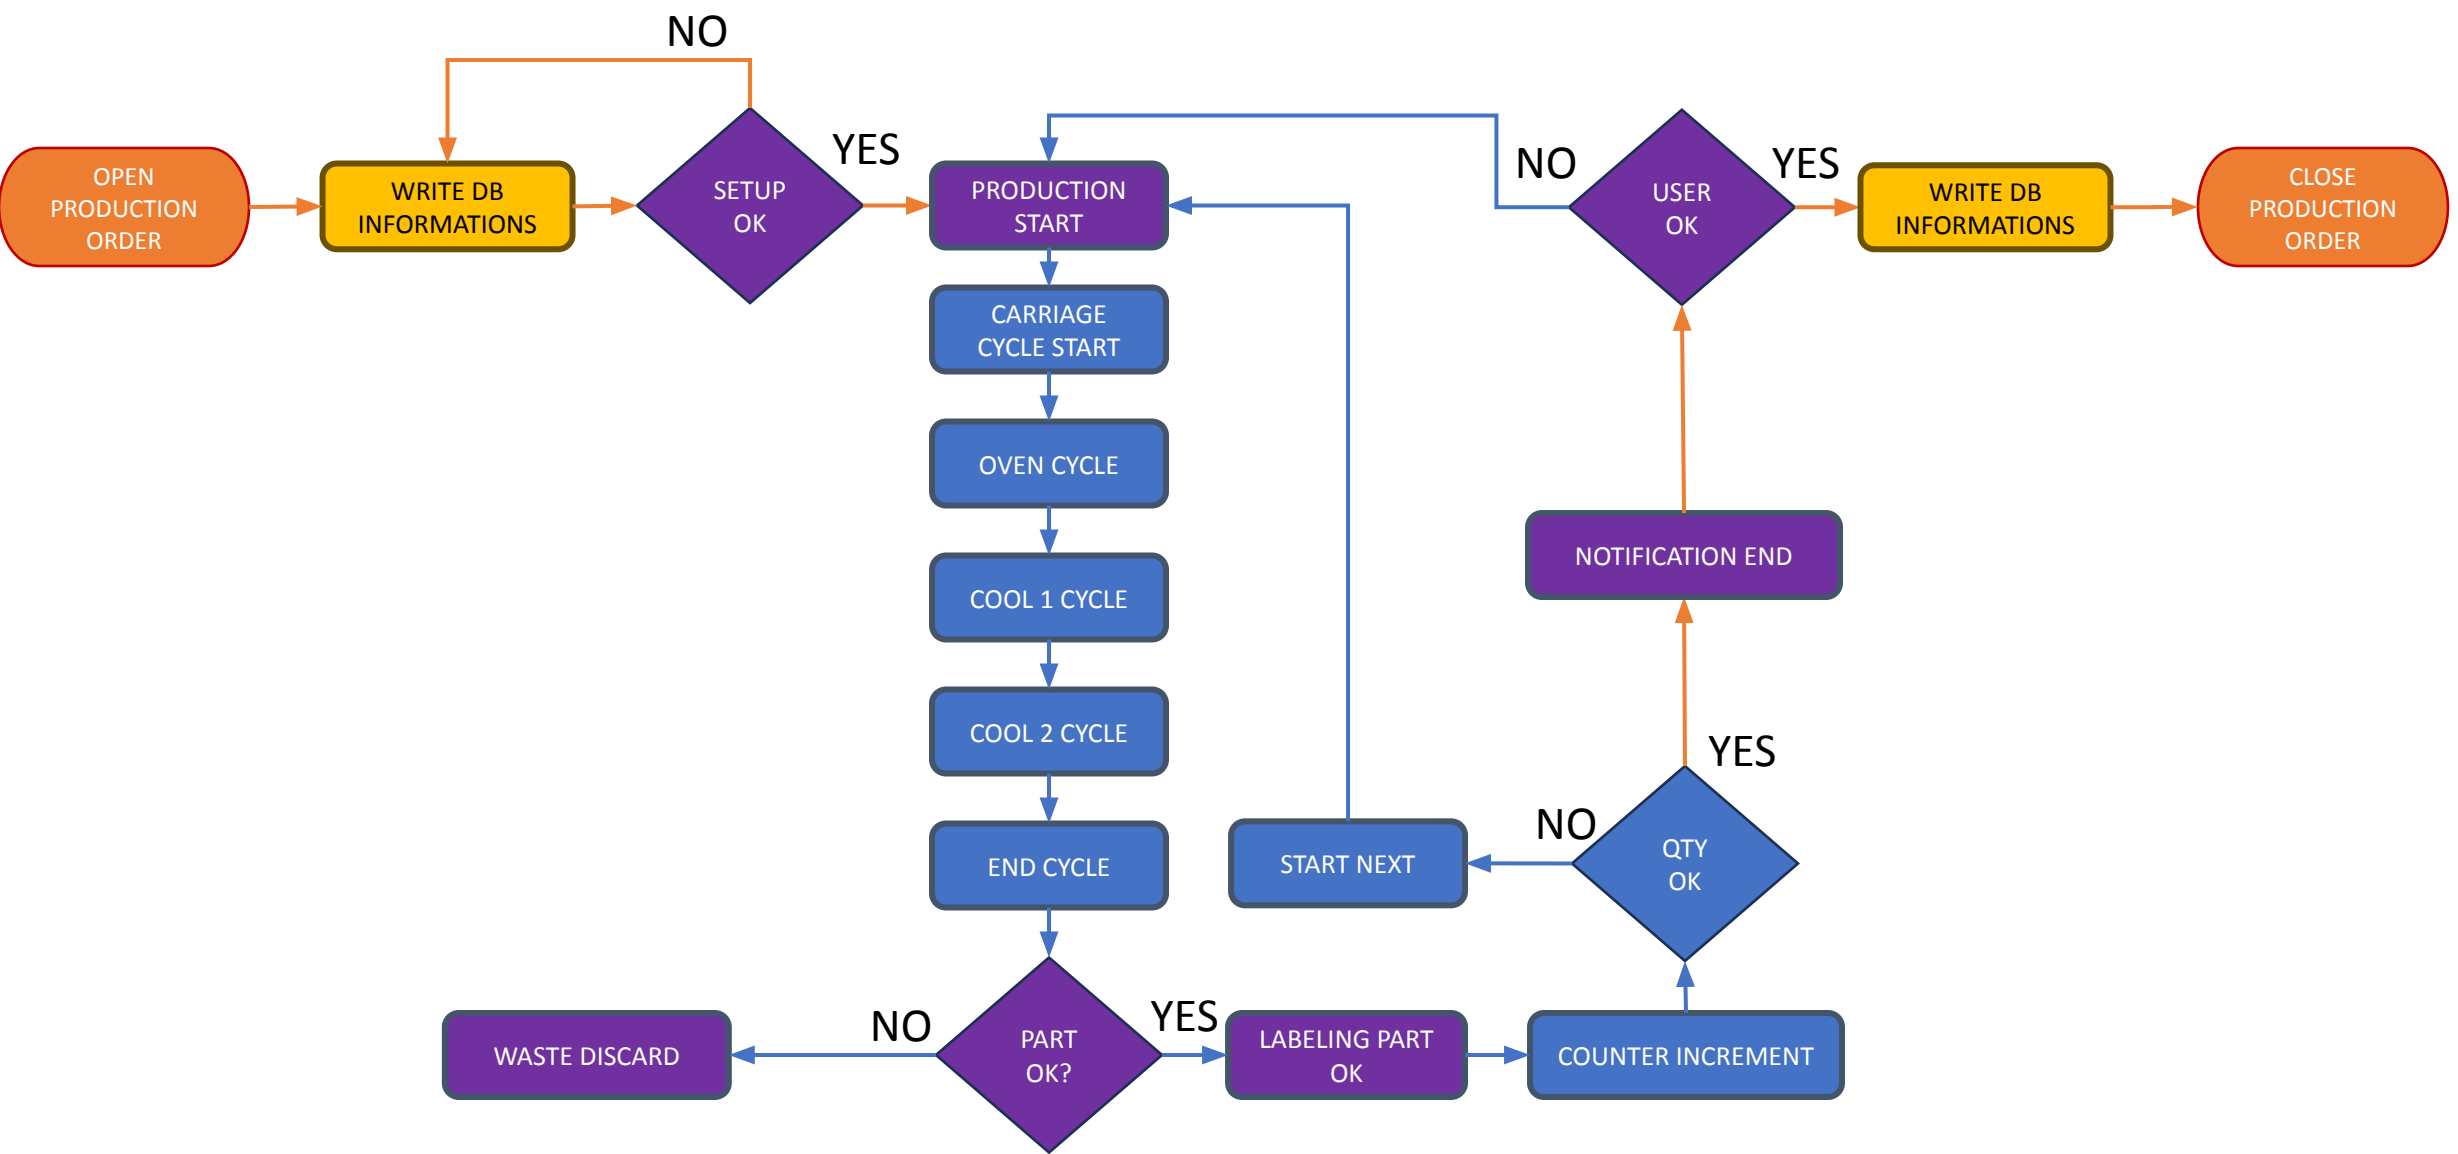 NO
OPEN
PRODUCTION
ORDER
WRITE DB
INFORMATIONS
SETUP
OK
YES
PRODUCTION
START
NO
USER
OK
YES
WRITE DB
INFORMATIONS
CLOSE
PRODUCTION
ORDER
CARRIAGE
CYCLE START
OVEN CYCLE
COOL 1 CYCLE
NOTIFICATION END
COOL 2 CYCLE
YES
END CYCLE
START NEXT
NO
QTY
OK
WASTE DISCARD
NO
PART
OK?
YES
LABELING PART
OK
COUNTER INCREMENT